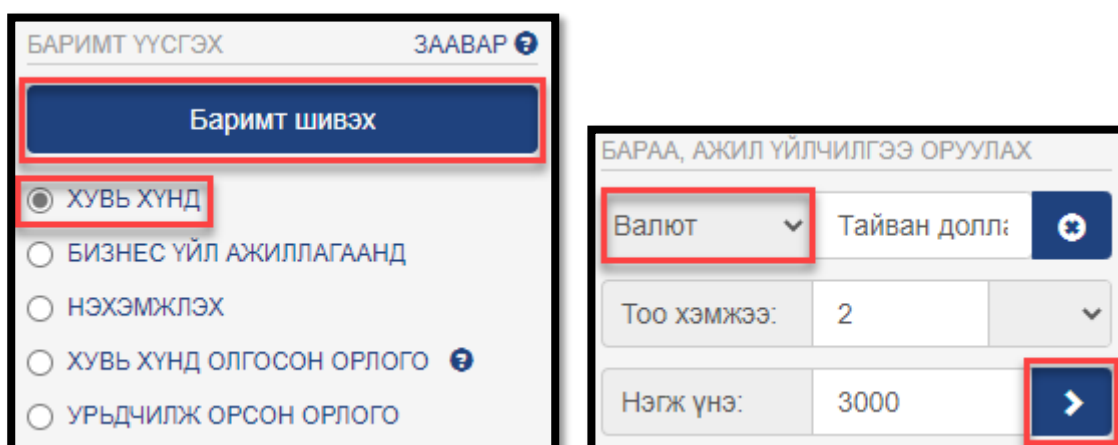 БАРИМТ ҮҮСГЭХ ЗААВАР
Баримт шивэх
ХУВЬ ХҮНД
БИЗНЕС ҮЙЛ АЖИЛЛАГААНД
НЭХЭМЖЛЭХ
ХУВЬ ХҮНД ОЛГОСОН ОРЛОГО
УРЬДЧИЛЖ ОРСОН ОРЛОГО
БАРАА, АЖИЛ ҮЙЛЧИЛГЭЭ ОРУУЛАХ
Валют Тайван долл
Тоо хэмжээ: 2
Нэгж үнэ: 3000